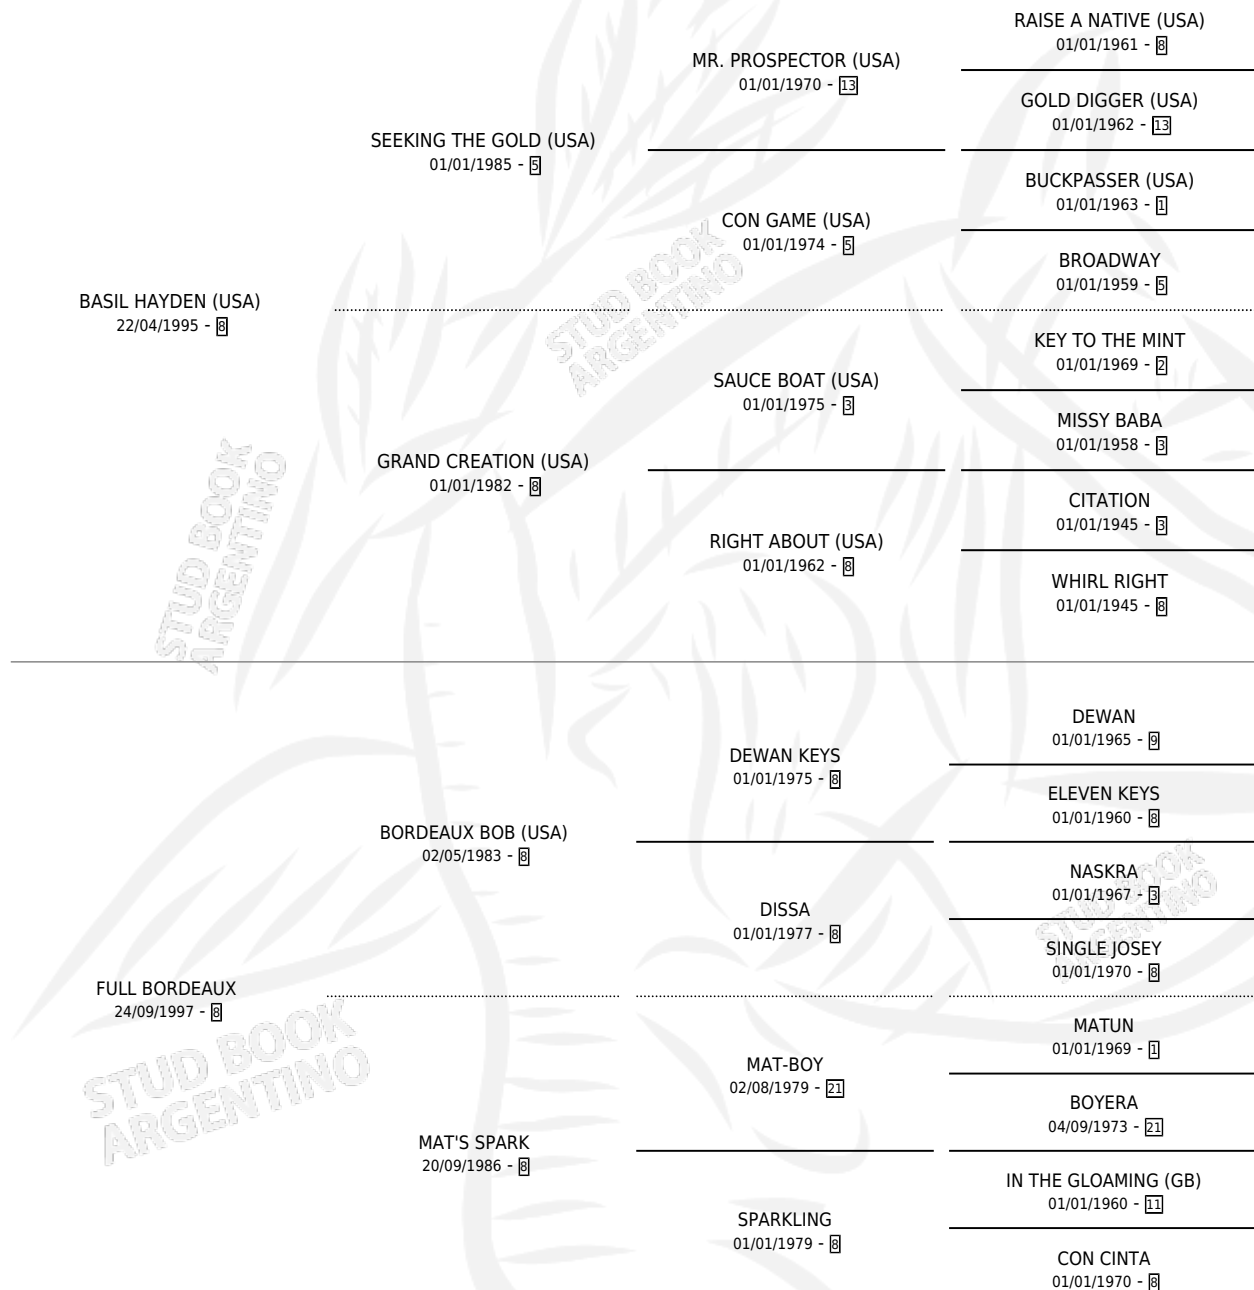 RAISE A NATIVE (USA)
01/01/1961 - 8
MR. PROSPECTOR (USA)
01/01/1970 - 13
GOLD DIGGER (USA)
01/01/1962 - 13
SEEKING THE GOLD (USA)
01/01/1985 - 5
BUCKPASSER (USA)
01/01/1963 - 1
CON GAME (USA)
01/01/1974 - 5
BROADWAY
01/01/1959 - 5
BASIL HAYDEN (USA)
22/04/1995 - 8
KEY TO THE MINT
01/01/1969 - 2
SAUCE BOAT (USA)
01/01/1975 - 3
MISSY BABA
01/01/1958 - 3
GRAND CREATION (USA)
01/01/1982 - 8
CITATION
01/01/1945 - 3
RIGHT ABOUT (USA)
01/01/1962 - 8
WHIRL RIGHT
01/01/1945 - 8
DEWAN
01/01/1965 - 9
DEWAN KEYS
01/01/1975 - 8
ELEVEN KEYS
01/01/1960 - 8
BORDEAUX BOB (USA)
02/05/1983 - 8
NASKRA
01/01/1967 - 3
DISSA
01/01/1977 - 8
SINGLE JOSEY
01/01/1970 - 8
FULL BORDEAUX
24/09/1997 - 8
MATUN
01/01/1969 - 1
MAT-BOY
02/08/1979 - 21
BOYERA
04/09/1973 - 21
MAT'S SPARK
20/09/1986 - 8
IN THE GLOAMING (GB)
01/01/1960 - 11
SPARKLING
01/01/1979 - 8
CON CINTA
01/01/1970 - 8
STUD BOOK
ARGENTINO
STUD BOOK
ARGENTINO
STUD BOOK
ARGENTINO
STUD BOOK
ARGENTINO